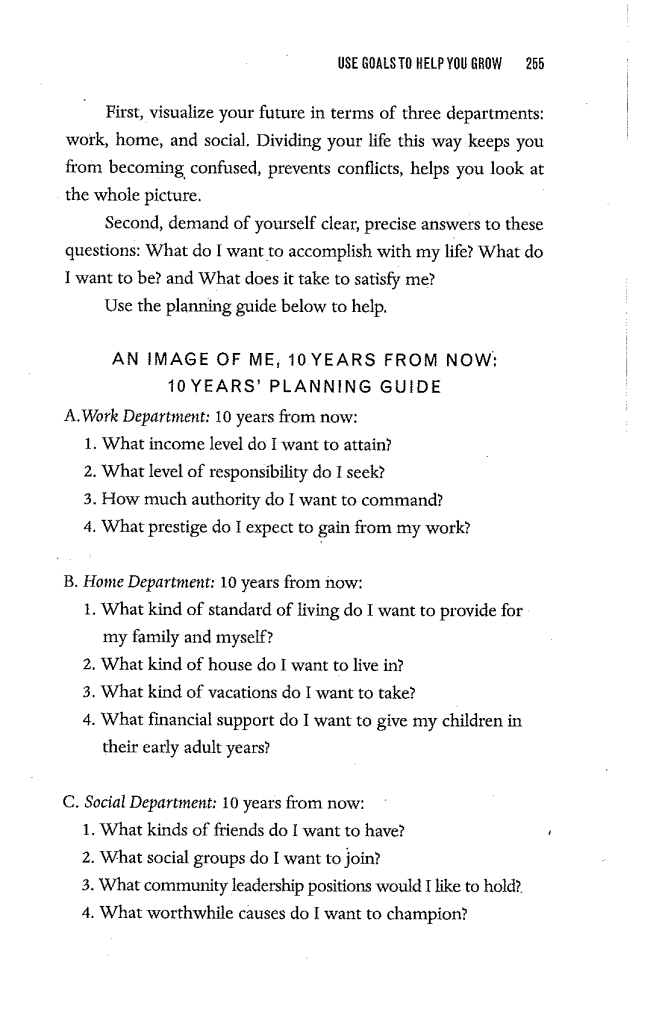 USE GOALS TO HELP YOU GROW 255
First, visualize your future in terms of three departments:
work, home, and social. Dividing your life this way keeps you
from becoming confused, prevents conflicts, helps you look at
the whole picture.
Second, demand of yourself clear, precise answers to these
questions: What do I want to accomplish with my life? What do
I want to be? and What does it take to satisfy me?
Use the planning guide below to help.
AN IMAGE OF ME, 10 YEARS FROM NOW:
10 YEARS' PLANNING GUIDE
A. Work Department: 10 years from now:
1. What income level do I want to attain?
2. What level of responsibility do I seek?
3. How much authority do I want to command?
4. What prestige do I expect to gain from my work?
B. Home Department: 10 years from now:
1. What kind of standard of living do I want to provide for
my family and myself?
2. What kind of house do I want to live in?
3. What kind of vacations do I want to take?
4. What financial support do I want to give my children in
their early adult years?
C. Social Department: 10 years from now:
1. What kinds of friends do I want to have?
2. What social groups do I want to join?
3. What community leadership positions would I like to hold?
4. What worthwhile causes do I want to champion?